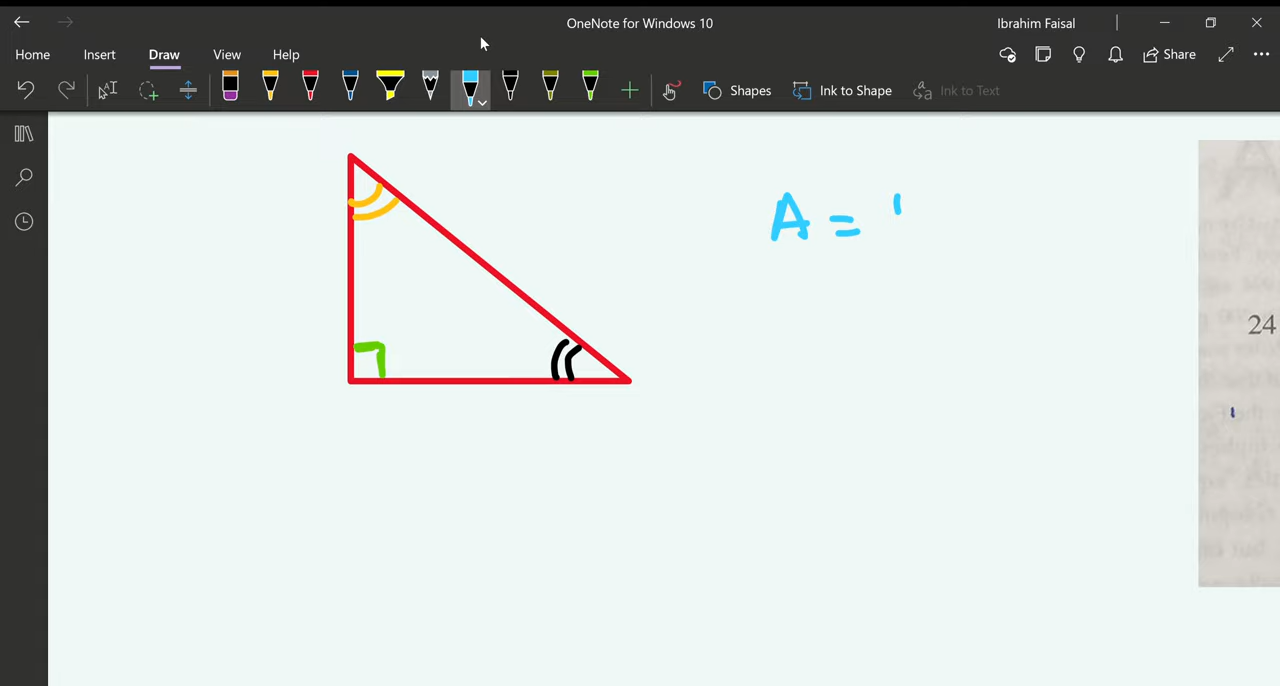 OneNote for Windows 10
Ibrahim Faisal
Home Insert Draw View Help
Share
Shapes Ink to Shape Ink to Text
A =
24